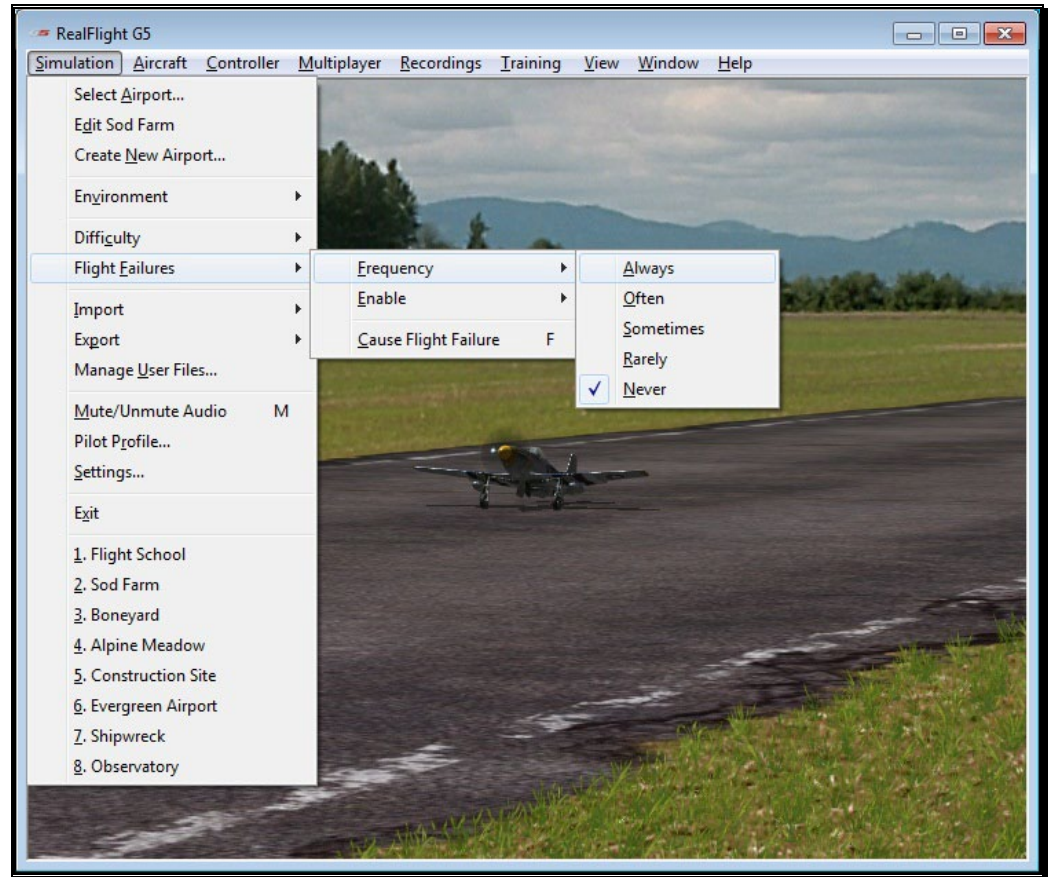 RealFlight G5
Simulation Aircraft Controller Multiplayer Recordings Training View Window Help
Select Airport...
Edit Sod Farm
Create New Airport...
Environment
Difficulty
Flight Failures
Import
Export
Manage User Files...
Mute/Unmute Audio M
Pilot Profile...
Settings...
Exit
1. Flight School
2. Sod Farm
3. Boneyard
4. Alpine Meadow
5. Construction Site
6. Evergreen Airport
7. Shipwreck
8. Observatory
Frequency
Enable
Cause Flight Failure F
Always
Often
Sometimes
Rarely
Never